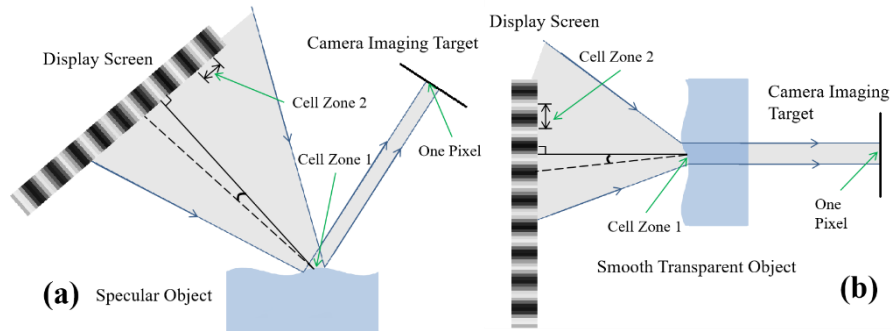 Display Screen
Camera Imaging Target
Cell Zone 2
One Pixel
Cell Zone 1
Specular Object
(a)
Display Screen
Cell Zone 2
Camera Imaging
Target
Cell Zone 1
One
Pixel
Smooth Transparent Object
(b)